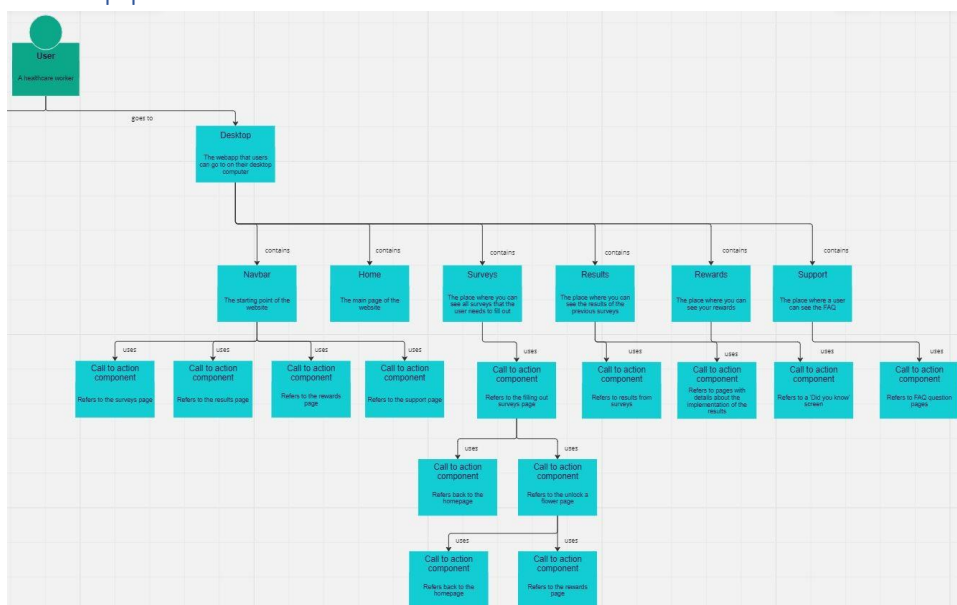 User
A healthcare worker
goes to
Desktop
The webapp that users
can go to on their desktop
computer
contains
contains
contains
contains
contains
contains
Navbar
The starting point of the
website
Home
The main page of the
website
Surveys
The place where you can
see all surveys that the
user needs to fill out
Results
The place where you can
see the results of the
previous surveys
Rewards
The place where you can
see your rewards
Support
The place where a user
can see the FAQ
uses
uses
uses
uses
uses
uses
uses
uses
uses
Call to action
component
Refers to the surveys page
Call to action
component
Refers to the results page
Call to action
component
Refers to the rewards
page
Call to action
component
Refers to the support page
Call to action
component
Refers to the filling out
surveys page
Call to action
component
Refers to results from
surveys
Call to action
component
Refers to pages with
details about the
implementation of the
results
Call to action
component
Refers to a 'Did you know'
screen
Call to action
component
Refers to FAQ question
pages
uses
uses
Call to action
component
Refers back to the
homepage
Call to action
component
Refers to the unlock a
flower page
uses
uses
Call to action
component
Refers back to the
homepage
Call to action
component
Refers to the rewards
page